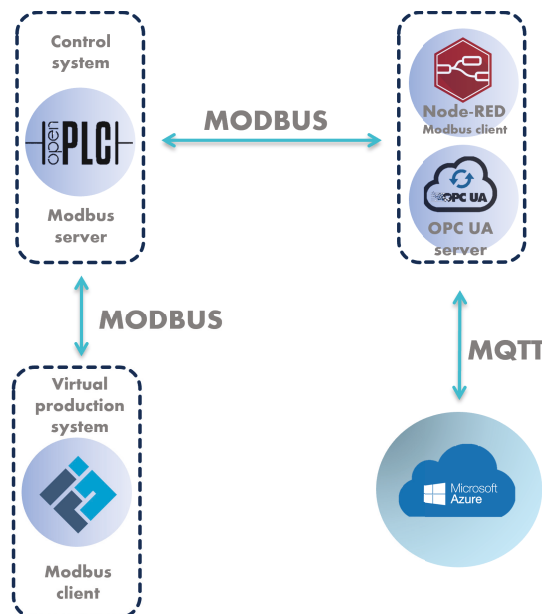 Control
system
open
PLC
Modbus
server
MODBUS
Node-RED
Modbus client
OPC UA
OPC UA
server
MODBUS
MQTT
Virtual
production
system
Modbus
client
Microsoft
Azure